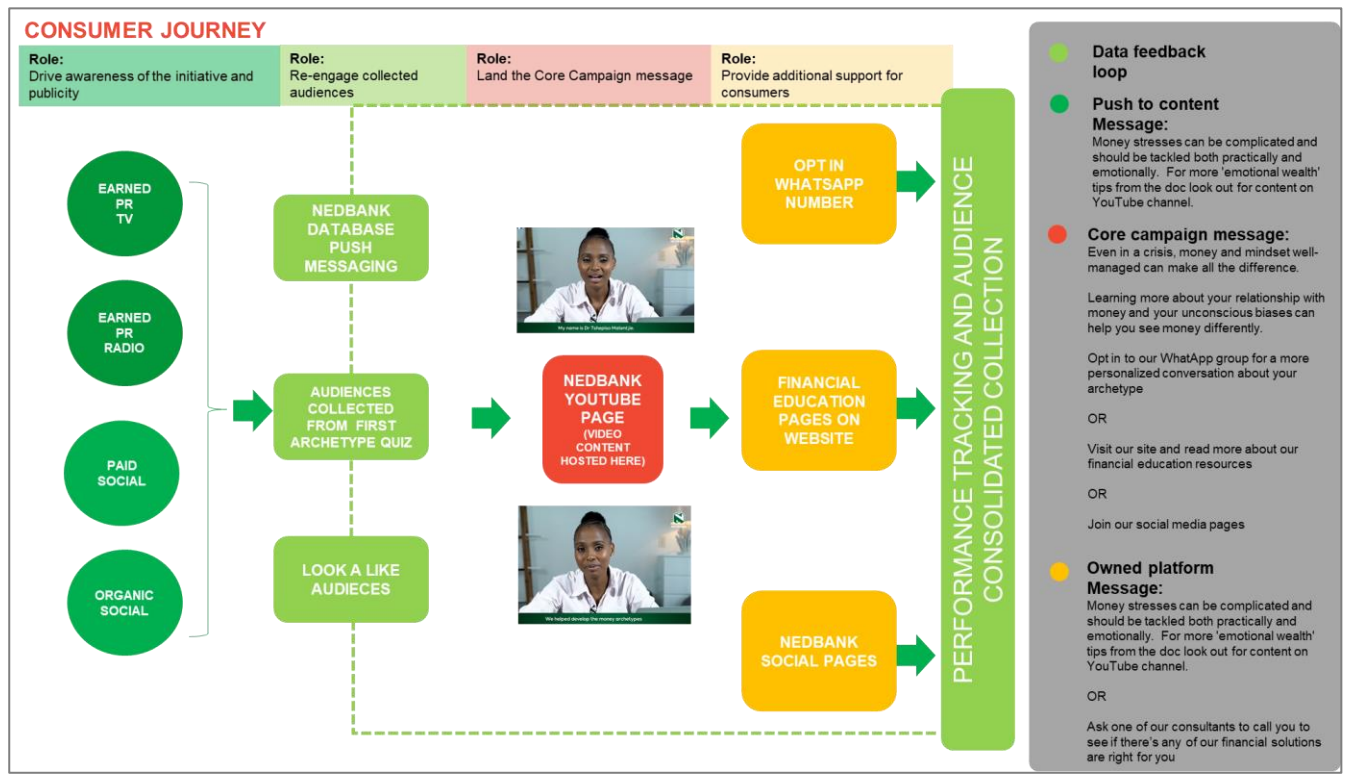 CONSUMER JOURNEY
Role:
Drive awareness of the initiative and
publicity
Role:
Re-engage collected
audiences
Role:
Land the Core Campaign message
Role:
Provide additional support for
consumers
EARNED
PR
TV
EARNED
PR
RADIO
PAID
SOCIAL
ORGANIC
SOCIAL
NEDBANK
DATABASE
PUSH
MESSAGING
AUDIENCES
COLLECTED
FROM FIRST
ARCHETYPE QUIZ
LOOK A LIKE
AUDIECES
N
My name is Dr Tshepiso Matentjie
NEDBANK
YOUTUBE
PAGE
(VIDEO
CONTENT
HOSTED HERE)
N
We helped develop the money archetypes
OPT IN
WHATSAPP
NUMBER
FINANCIAL
EDUCATION
PAGES ON
WEBSITE
NEDBANK
SOCIAL PAGES
PERFORMANCE TRACKING AND AUDIENCE
CONSOLIDATED COLLECTION
Data feedback
loop
Push to content
Message:
Money stresses can be complicated and
should be tackled both practically and
emotionally. For more 'emotional wealth'
tips from the doc look out for content on
YouTube channel.
Core campaign message:
Even in a crisis, money and mindset well-
managed can make all the difference.
Learning more about your relationship with
money and your unconscious biases can
help you see money differently.
Opt in to our WhatApp group for a more
personalized conversation about your
archetype
OR
Visit our site and read more about our
financial education resources
OR
Join our social media pages
Owned platform
Message:
Money stresses can be complicated and
should be tackled both practically and
emotionally. For more 'emotional wealth'
tips from the doc look out for content on
YouTube channel.
OR
Ask one of our consultants to call you to
see if there's any of our financial solutions
are right for you